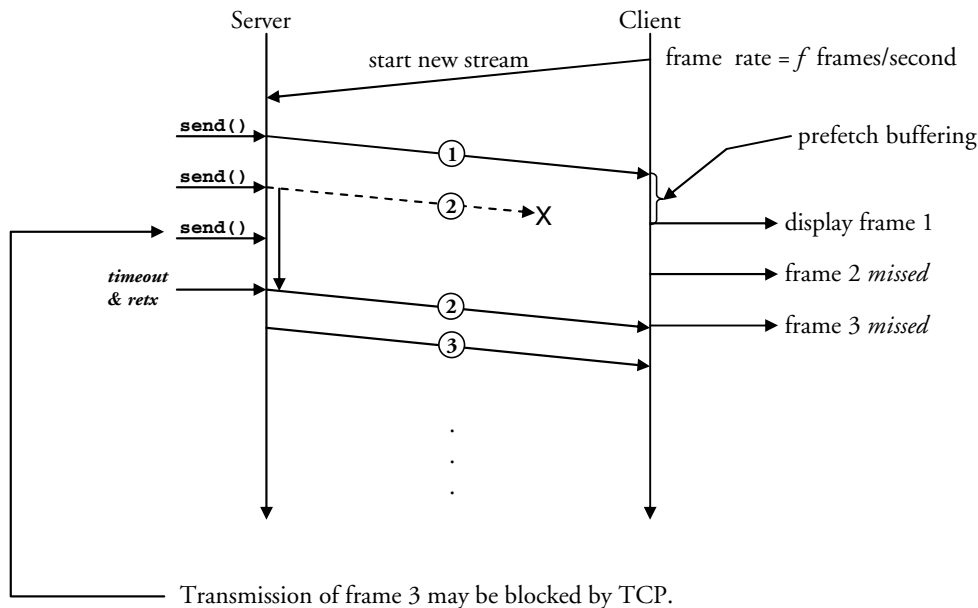 Server
Client
start new stream
frame rate = f frames/second
send()
1
prefetch buffering
send()
2
X
send()
display frame 1
timeout
& retx
frame 2 missed
2
frame 3 missed
3
.
.
.
Transmission of frame 3 may be blocked by TCP.